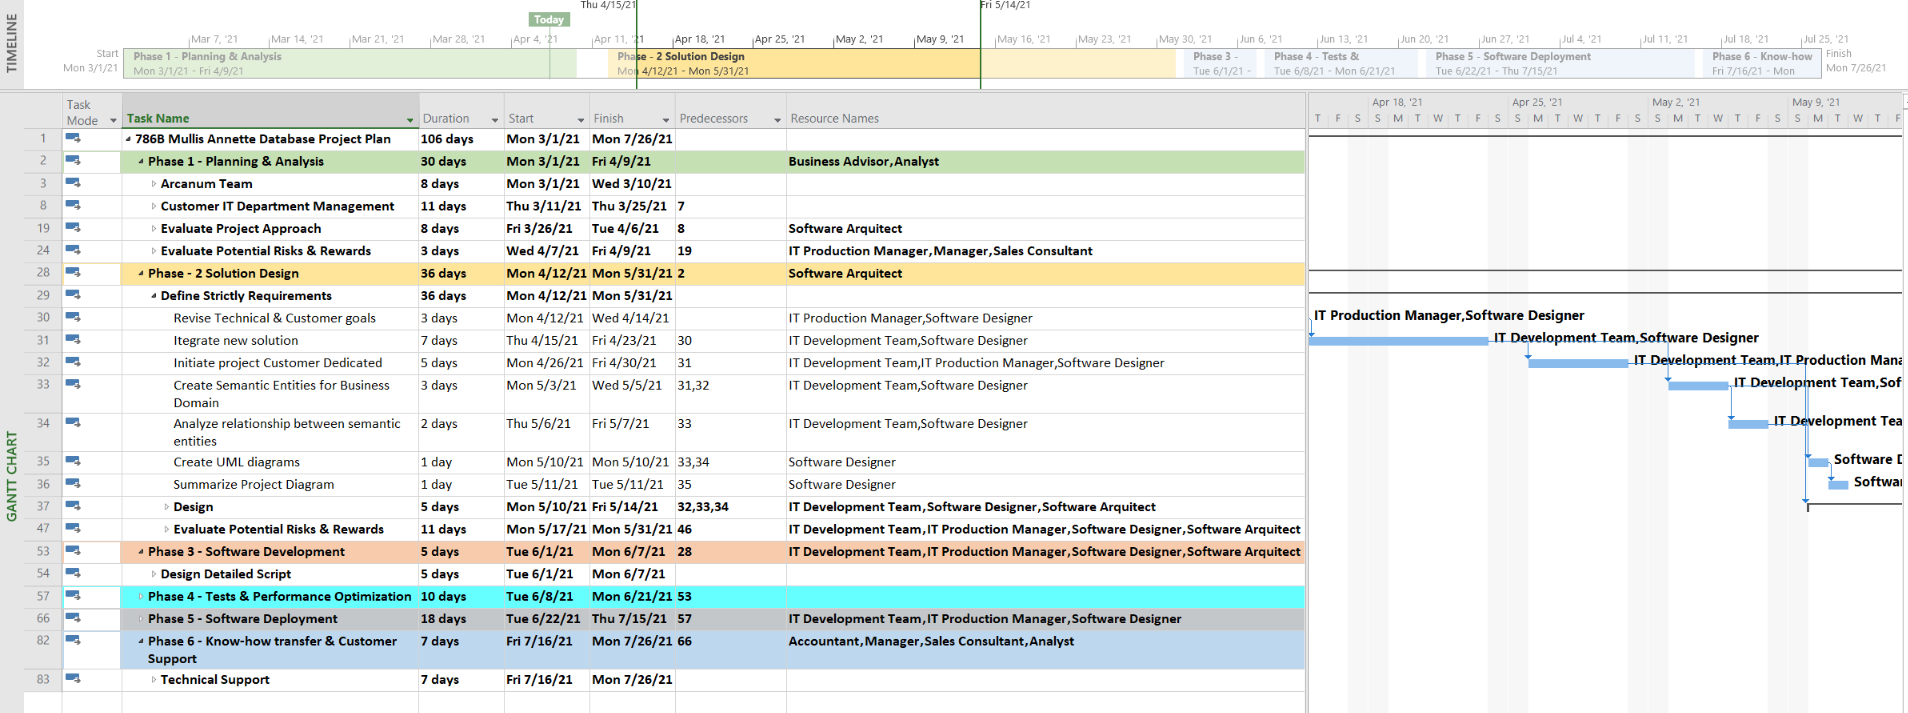 TIMELINE
Thu 4/15/21
Fri 5/14/21
Today
Mar 7, '21 Mar 14, '21 Mar 21, '21 Mar 28, '21 Apr 4, '21 Apr 11, '21 Apr 18, '21 Apr 25, '21 May 2, '21 May 9, '21 May 16, '21 May 23, '21 May 30, '21 Jun 6, '21 Jun 13, '21 Jun 20, '21 Jun 27, '21 Jul 4, '21 Jul 11, '21 Jul 18, '21 Jul 25, '21
Start
Mon 3/1/21
Phase 1 - Planning & Analysis
Mon 3/1/21 - Fri 4/9/21
Phase - 2 Solution Design
Mon 4/12/21 - Mon 5/31/21
Phase 3 -
Tue 6/1/21 -
Phase 4 - Tests &
Tue 6/8/21 - Mon 6/21/21
Phase 5 - Software Deployment
Tue 6/22/21 - Thu 7/15/21
Phase 6 - Know-how
Fri 7/16/21 - Mon
Finish
Mon 7/26/21
GANTT CHART
Task Mode Task Name Duration Start Finish Predecessors Resource Names
Apr 18, '21 Apr 25, '21 May 2, '21 May 9, '21
T F S S M T W T F S S M T W T F S S M T W T F S S M T W T F
1 786B Mullis Annette Database Project Plan 106 days Mon 3/1/21 Mon 7/26/21
2 Phase 1 - Planning & Analysis 30 days Mon 3/1/21 Fri 4/9/21 Business Advisor,Analyst
3 Arcanum Team 8 days Mon 3/1/21 Wed 3/10/21
8 Customer IT Department Management 11 days Thu 3/11/21 Thu 3/25/21 7
19 Evaluate Project Approach 8 days Fri 3/26/21 Tue 4/6/21 8 Software Arquitect
24 Evaluate Potential Risks & Rewards 3 days Wed 4/7/21 Fri 4/9/21 19 IT Production Manager,Manager,Sales Consultant
28 Phase - 2 Solution Design 36 days Mon 4/12/21 Mon 5/31/21 2 Software Arquitect
29 Define Strictly Requirements 36 days Mon 4/12/21 Mon 5/31/21
30 Revise Technical & Customer goals 3 days Mon 4/12/21 Wed 4/14/21 IT Production Manager,Software Designer
IT Production Manager,Software Designer
31 Itegrate new solution 7 days Thu 4/15/21 Fri 4/23/21 30 IT Development Team,Software Designer
IT Development Team,Software Designer
32 Initiate project Customer Dedicated 5 days Mon 4/26/21 Fri 4/30/21 31 IT Development Team,IT Production Manager,Software Designer
IT Development Team,IT Production Mana
33 Create Semantic Entities for Business 3 days Mon 5/3/21 Wed 5/5/21 31,32 IT Development Team,Software Designer
Domain
IT Development Team,Sof
34 Analyze relationship between semantic 2 days Thu 5/6/21 Fri 5/7/21 33 IT Development Team,Software Designer
entities
IT Development Tea
35 Create UML diagrams 1 day Mon 5/10/21 Mon 5/10/21 33,34 Software Designer
Software D
36 Summarize Project Diagram 1 day Tue 5/11/21 Tue 5/11/21 35 Software Designer
Softwar
37 Design 5 days Mon 5/10/21 Fri 5/14/21 32,33,34 IT Development Team,Software Designer,Software Arquitect
47 Evaluate Potential Risks & Rewards 11 days Mon 5/17/21 Mon 5/31/21 46 IT Development Team,IT Production Manager,Software Designer,Software Arquitect
53 Phase 3 - Software Development 5 days Tue 6/1/21 Mon 6/7/21 28 IT Development Team,IT Production Manager,Software Designer,Software Arquitect
54 Design Detailed Script 5 days Tue 6/1/21 Mon 6/7/21
57 Phase 4 - Tests & Performance Optimization 10 days Tue 6/8/21 Mon 6/21/21 53
66 Phase 5 - Software Deployment 18 days Tue 6/22/21 Thu 7/15/21 57 IT Development Team,IT Production Manager,Software Designer
82 Phase 6 - Know-how transfer & Customer 7 days Fri 7/16/21 Mon 7/26/21 66 Accountant,Manager,Sales Consultant,Analyst
Support
83 Technical Support 7 days Fri 7/16/21 Mon 7/26/21